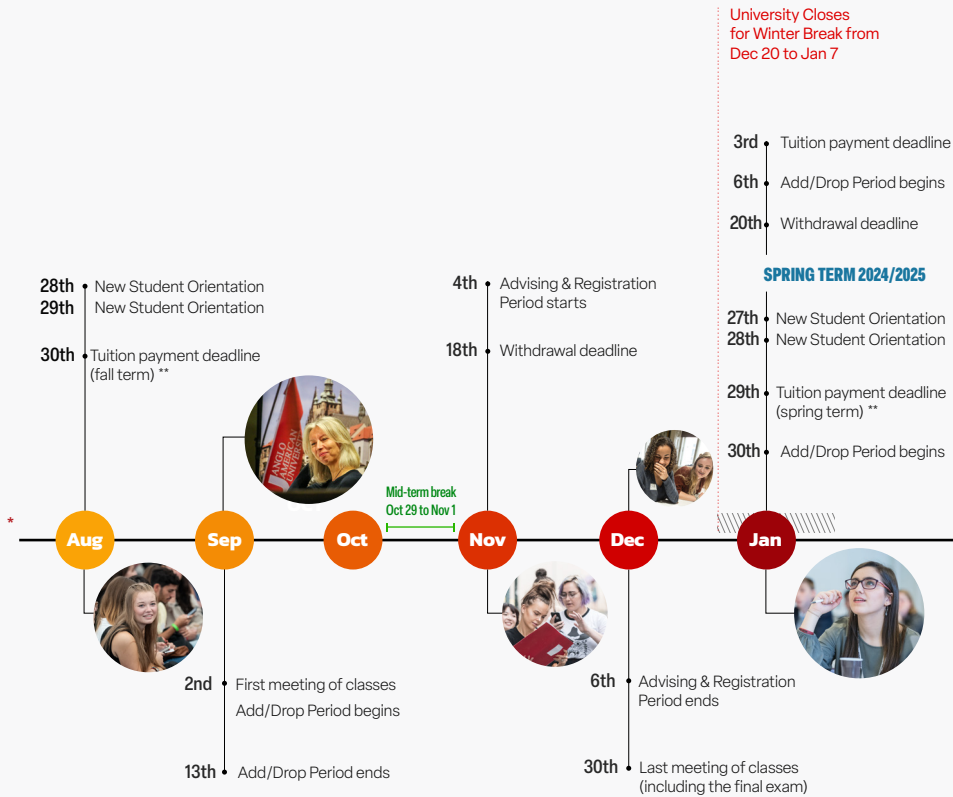 University Closes
for Winter Break from
Dec 20 to Jan 7
3rd Tuition payment deadline
6th Add/Drop Period begins
20th Withdrawal deadline
SPRING TERM 2024/2025
27th New Student Orientation
28th New Student Orientation
29th Tuition payment deadline
(spring term) **
30th Add/Drop Period begins
28th New Student Orientation
29th New Student Orientation
30th Tuition payment deadline
(fall term) **
4th Advising & Registration
Period starts
18th Withdrawal deadline
ANGLO
AMERICAN
UNIVERSITY
Mid-term break
Oct 29 to Nov 1
*
Aug
Sep
Oct
Nov
Dec
Jan
2nd First meeting of classes
Add/Drop Period begins
13th Add/Drop Period ends
6th Advising & Registration
Period ends
30th Last meeting of classes
(including the final exam)